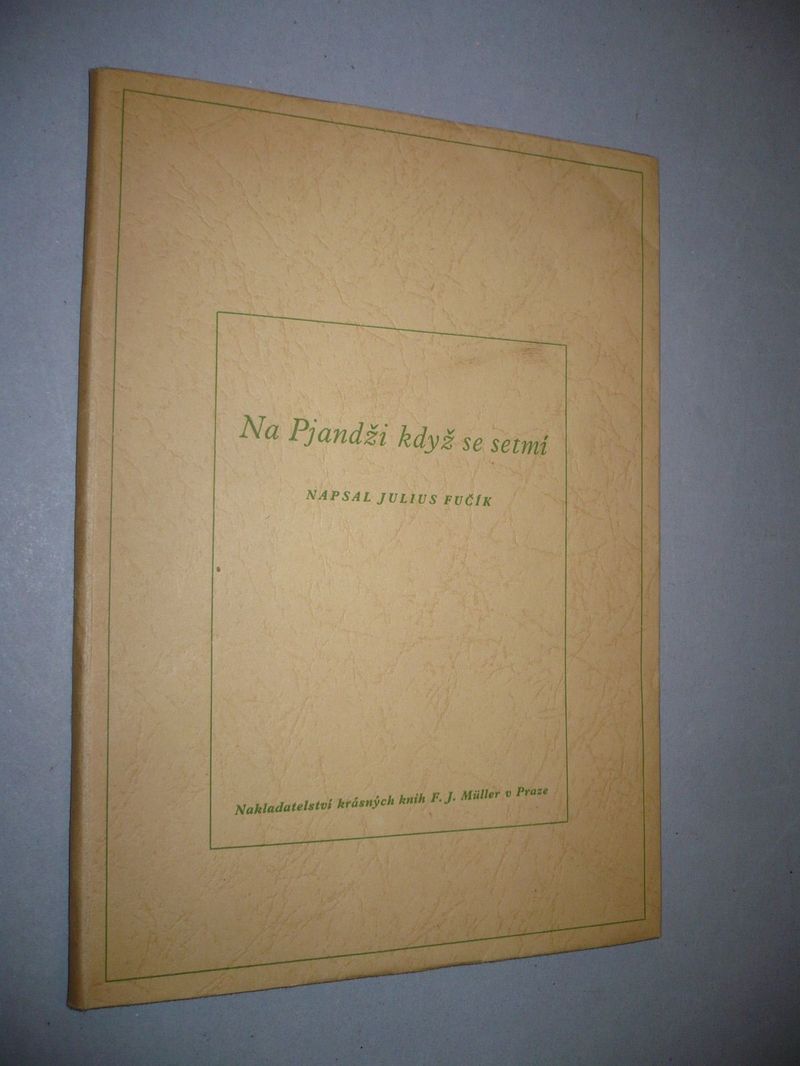 Na Pjandži když se setmí
NAPSAL JULIUS FUČÍK
Nakladatelství krásných knih F. J. Müller v Praze